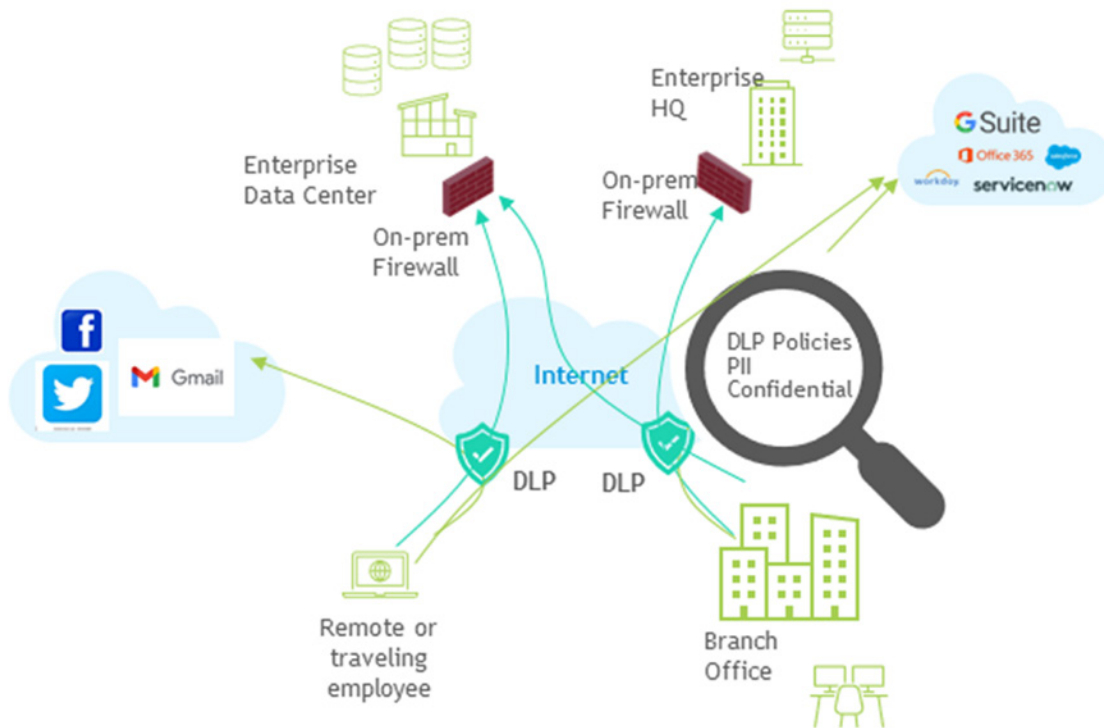 Enterprise
HQ
G Suite
Office 365
salesforce
workday
servicenow
Enterprise
Data Center
On-prem
Firewall
On-prem
Firewall
f
Gmail
Internet
DLP Policies
PII
Confidential
DLP
DLP
Remote or
traveling
employee
Branch
Office